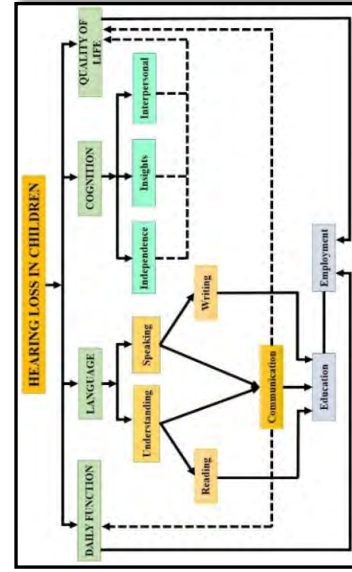 HEARING LOSS IN CHILDREN
DAILY FUNCTION
LANGUAGE
COGNITION
QUALITY OF
LIFE
Understanding
Speaking
Independence
Insights
Interpersonal
Reading
Writing
Communication
Education
Employment